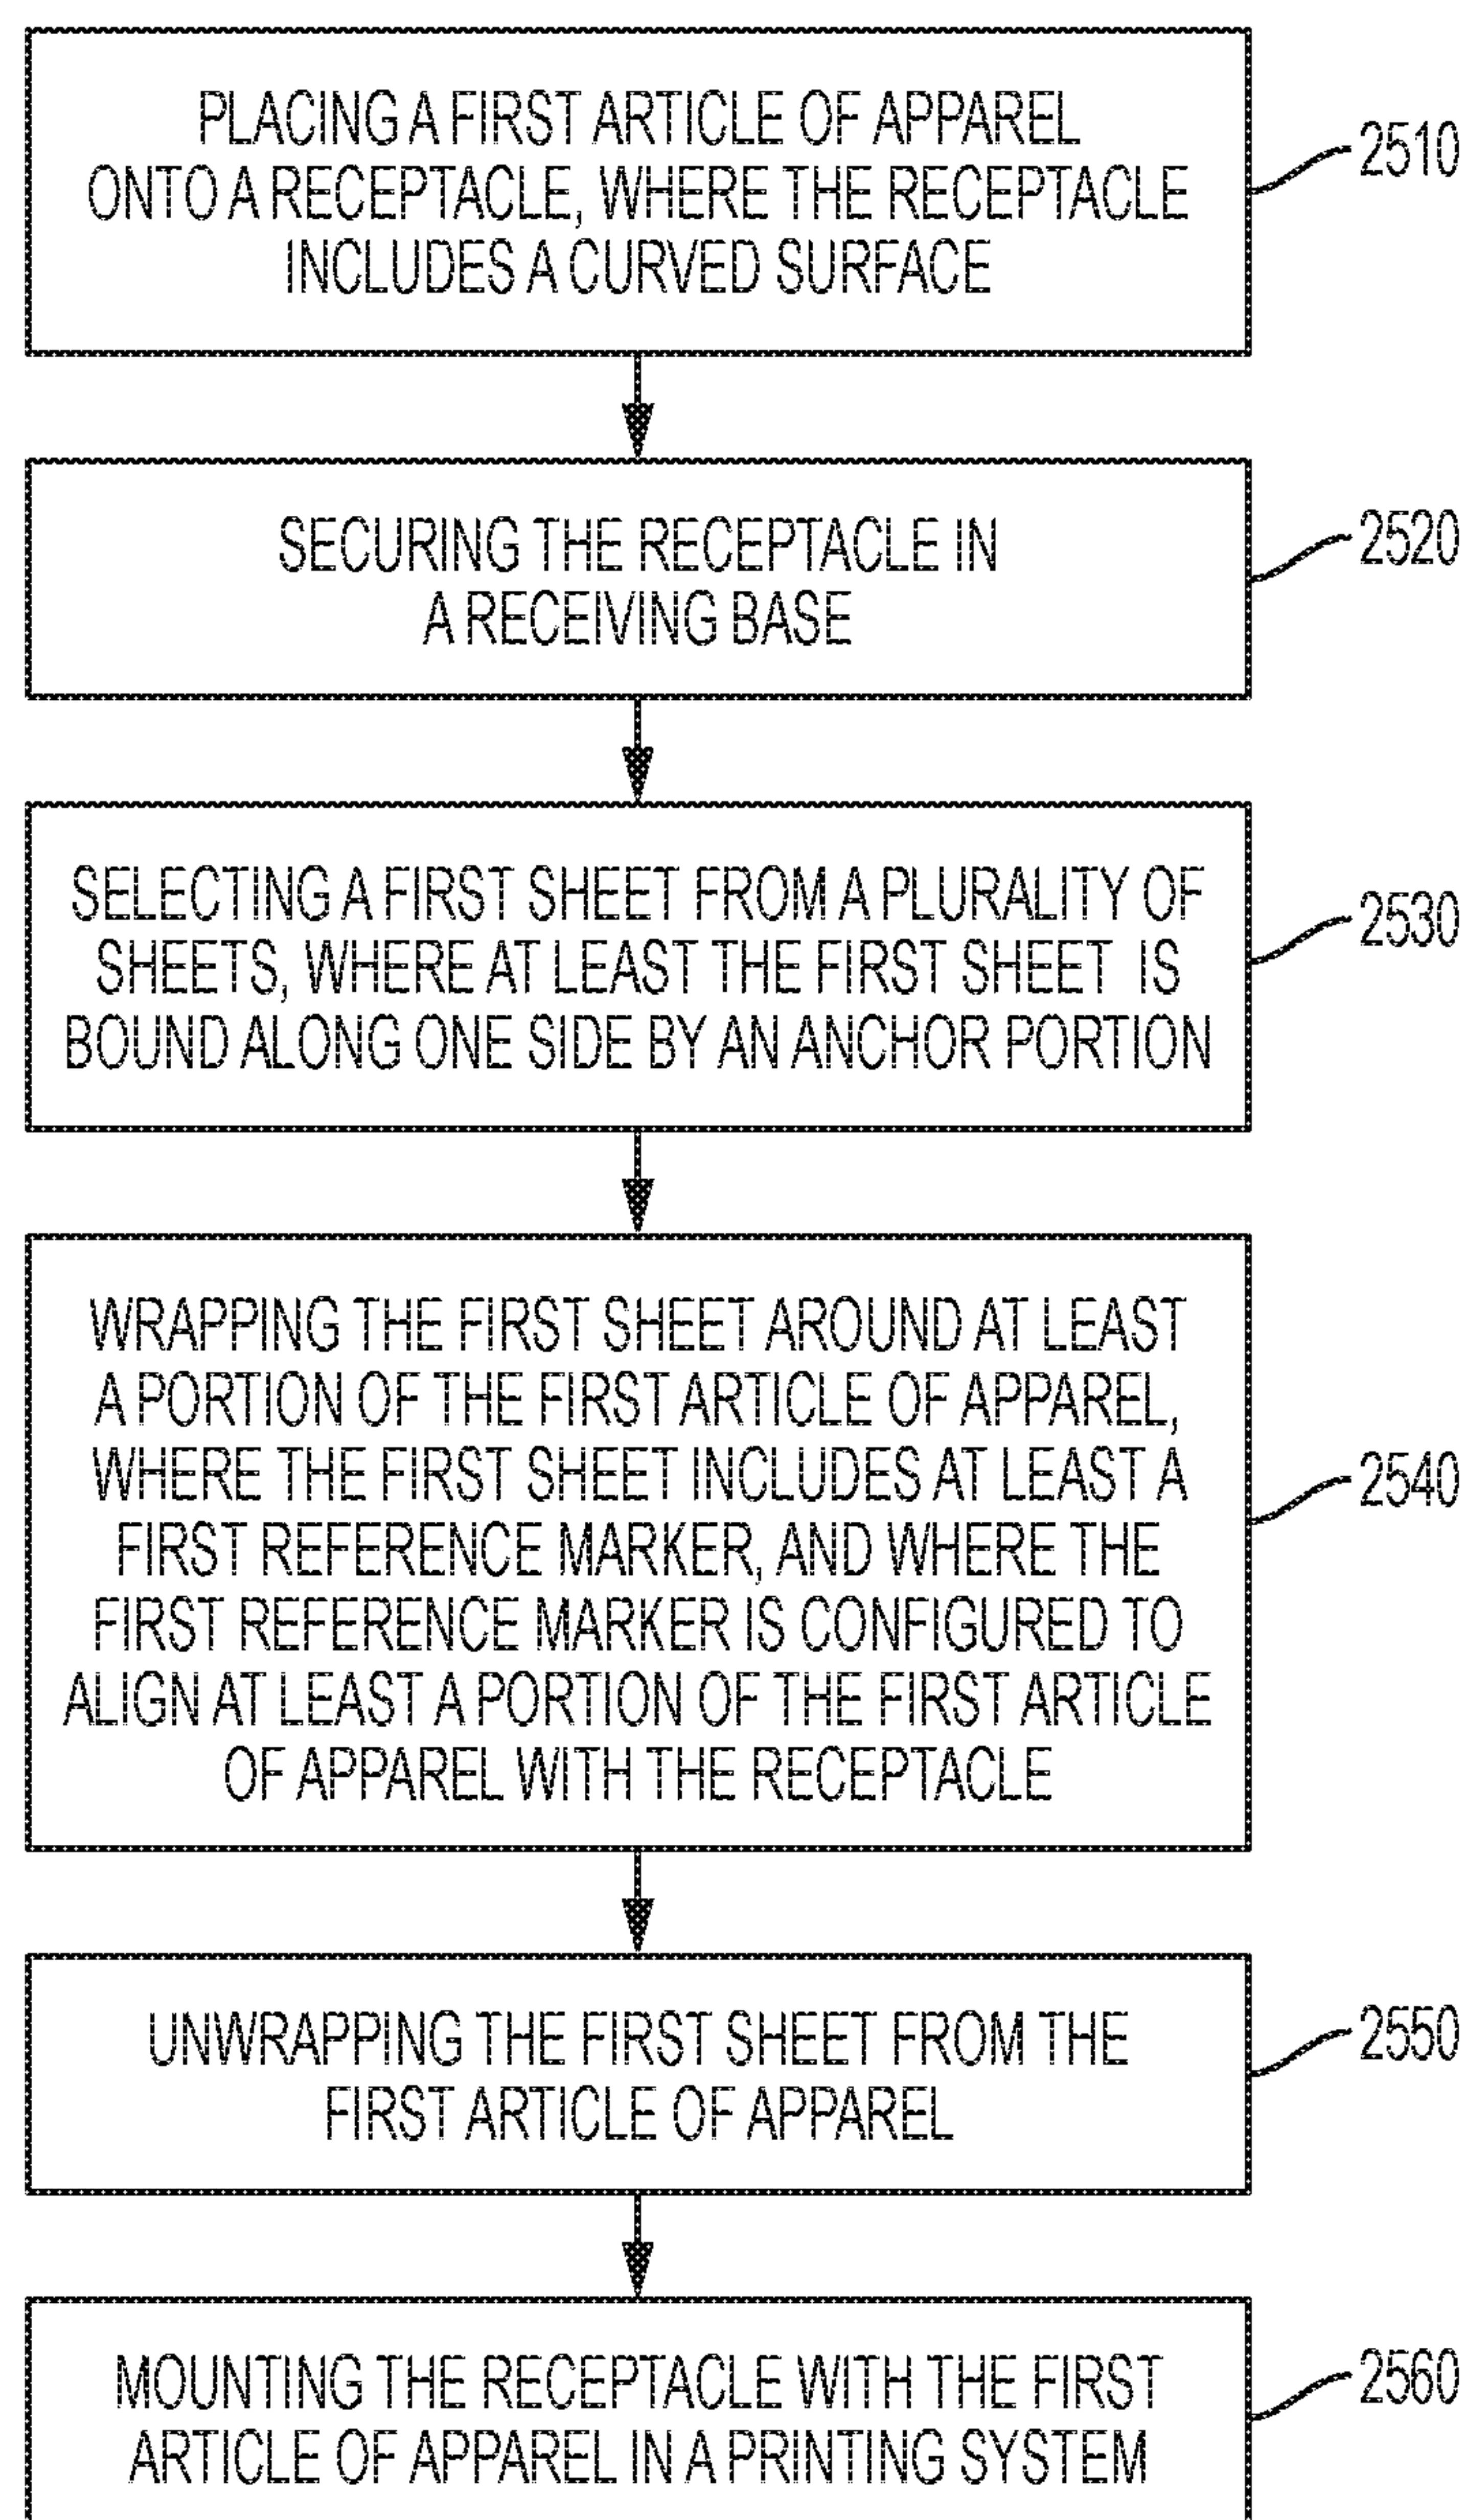 PLACING A FIRST ARTICLE OF APPAREL
ONTO A RECEPTACLE, WHERE THE RECEPTACLE
INCLUDES A CURVED SURFACE
2510
SECURING THE RECEPTACLE IN
A RECEIVING BASE
2520
SELECTING A FIRST SHEET FROM A PLURALITY OF
SHEETS, WHERE AT LEAST THE FIRST SHEET IS
BOUND ALONG ONE SIDE BY AN ANCHOR PORTION
2530
WRAPPING THE FIRST SHEET AROUND AT LEAST
A PORTION OF THE FIRST ARTICLE OF APPAREL,
WHERE THE FIRST SHEET INCLUDES AT LEAST A
FIRST REFERENCE MARKER, AND WHERE THE
FIRST REFERENCE MARKER IS CONFIGURED TO
ALIGN AT LEAST A PORTION OF THE FIRST ARTICLE
OF APPAREL WITH THE RECEPTACLE
2540
UNWRAPPING THE FIRST SHEET FROM THE
FIRST ARTICLE OF APPAREL
2550
MOUNTING THE RECEPTACLE WITH THE FIRST
ARTICLE OF APPAREL IN A PRINTING SYSTEM
2560